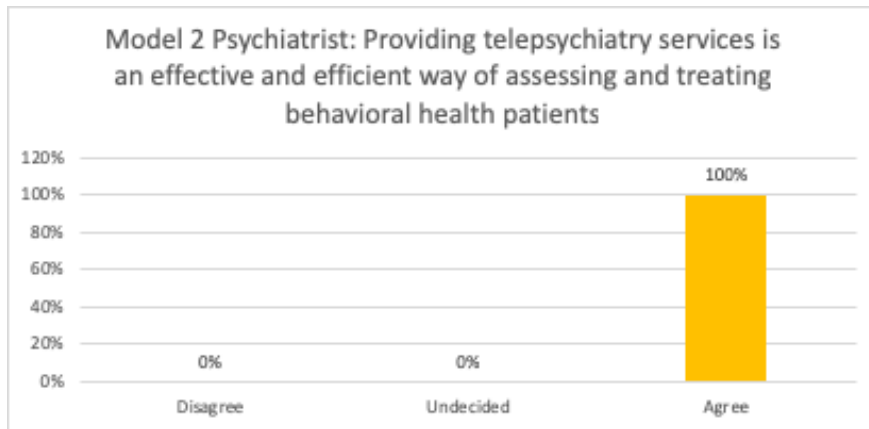 Model 2 Psychiatrist: Providing telepsychiatry services is
an effective and efficient way of assessing and treating
behavioral health patients
120%
100%
80%
60%
40%
20%
0%
0%
0%
100%
Disagree
Undecided
Agree